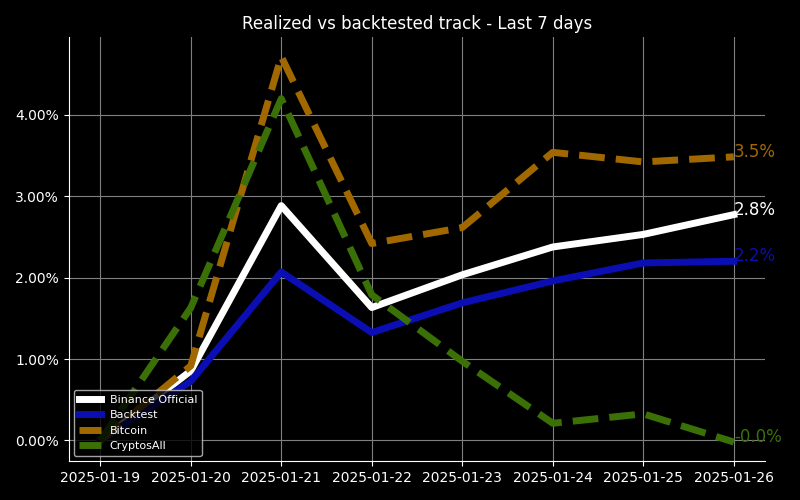 Realized vs backtested track - Last 7 days
4.00%
3.00%
2.00%
1.00%
0.00%
3.5%
2.8%
2.2%
-0.0%
Binance Official
Backtest
Bitcoin
CryptosAll
2025-01-19 2025-01-20 2025-01-21 2025-01-22 2025-01-23 2025-01-24 2025-01-25 2025-01-26